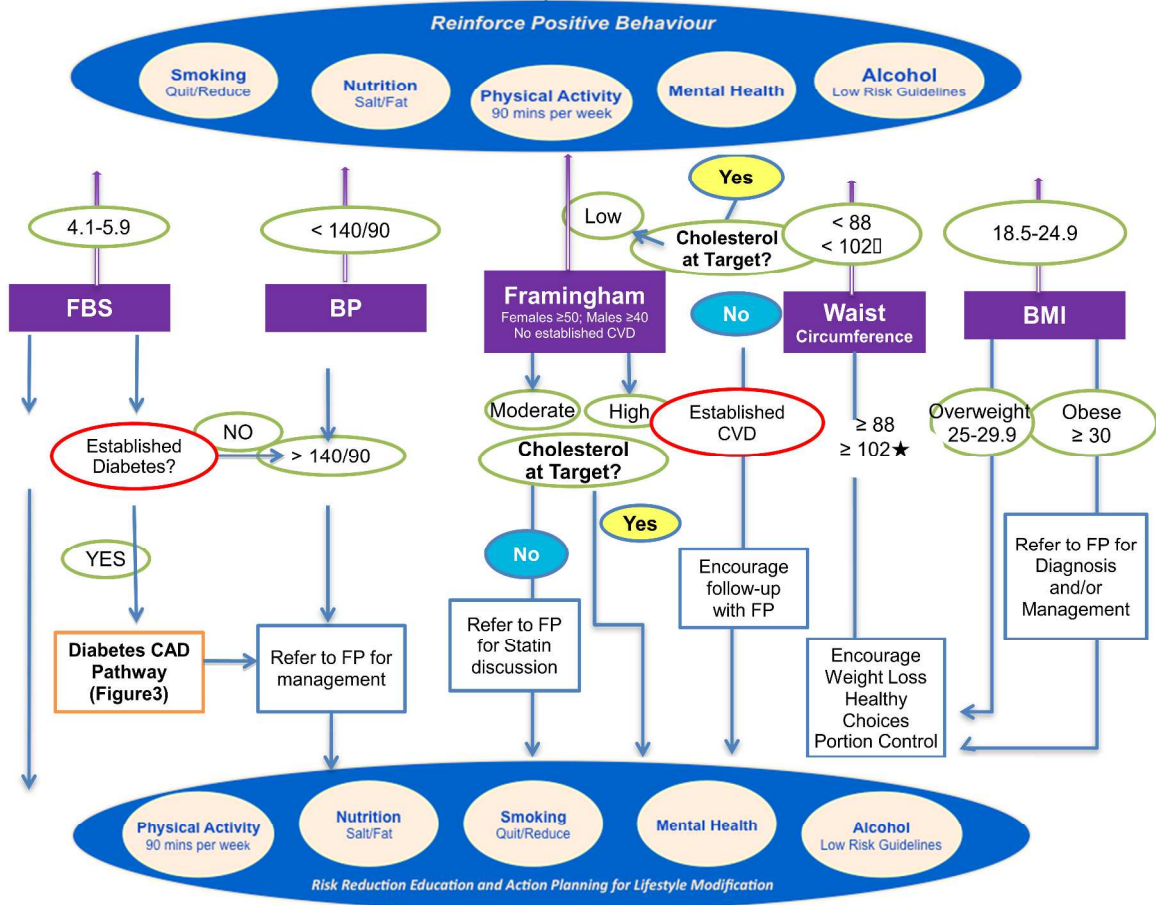 Reinforce Positive Behaviour
Smoking
Quit/Reduce
Nutrition
Salt/Fat
Physical Activity
90 mins per week
Mental Health
Alcohol
Low Risk Guidelines
Yes
4.1-5.9
< 140/90
Low
Cholesterol
at Target?
< 88
< 102▯
18.5-24.9
FBS
BP
Framingham
Females ≥50; Males ≥40
No established CVD
No
Waist
Circumference
BMI
Moderate
High
Established
CVD
≥ 88
≥ 102★
Overweight
25-29.9
Obese
≥ 30
Established
Diabetes?
NO
> 140/90
Cholesterol
at Target?
YES
No
Yes
Encourage
follow-up
with FP
Refer to FP for
Diagnosis
and/or
Management
Diabetes CAD
Pathway
(Figure3)
Refer to FP for
management
Refer to FP
for Statin
discussion
Encourage
Weight Loss
Healthy
Choices
Portion Control
Physical Activity
90 mins per week
Nutrition
Salt/Fat
Smoking
Quit/Reduce
Mental Health
Alcohol
Low Risk Guidelines
Risk Reduction Education and Action Planning for Lifestyle Modification